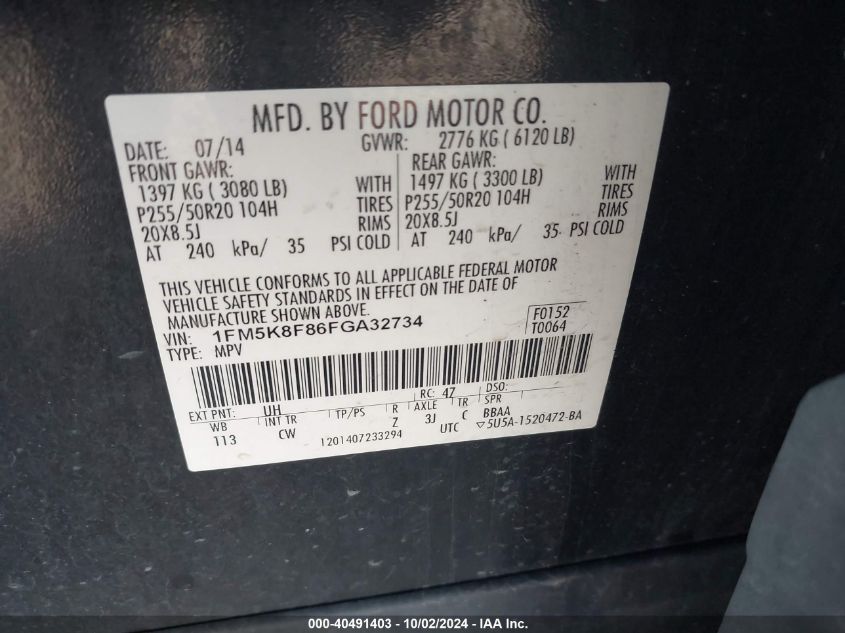 MFD. BY FORD MOTOR CO.
DATE: 07/14 GVWR: 2776 KG ( 6120 LB)
FRONT GAWR: REAR GAWR:
1397 KG ( 3080 LB) WITH 1497 KG ( 3300 LB) WITH
P255/50R20 104H TIRES P255/50R20 104H TIRES
20X8.5J RIMS 20X8.5J RIMS
AT 240 kPa/ 35 PSI COLD AT 240 kPa/ 35 PSI COLD
THIS VEHICLE CONFORMS TO ALL APPLICABLE FEDERAL MOTOR
VEHICLE SAFETY STANDARDS IN EFFECT ON THE DATE OF
MANUFACTURE SHOWN ABOVE.
VIN: 1FM5K8F86FGA32734 F0152
TYPE: MPV T0064
EXT PNT: UH RC: 47 DSO:
WB INT TR TP/PS R AXLE TR SPR
113 CW Z 3J C BBAA
1201407233294 UTC ▽5U5A-1520472-BA
000-40491403 - 10/02/2024 - IAA Inc.